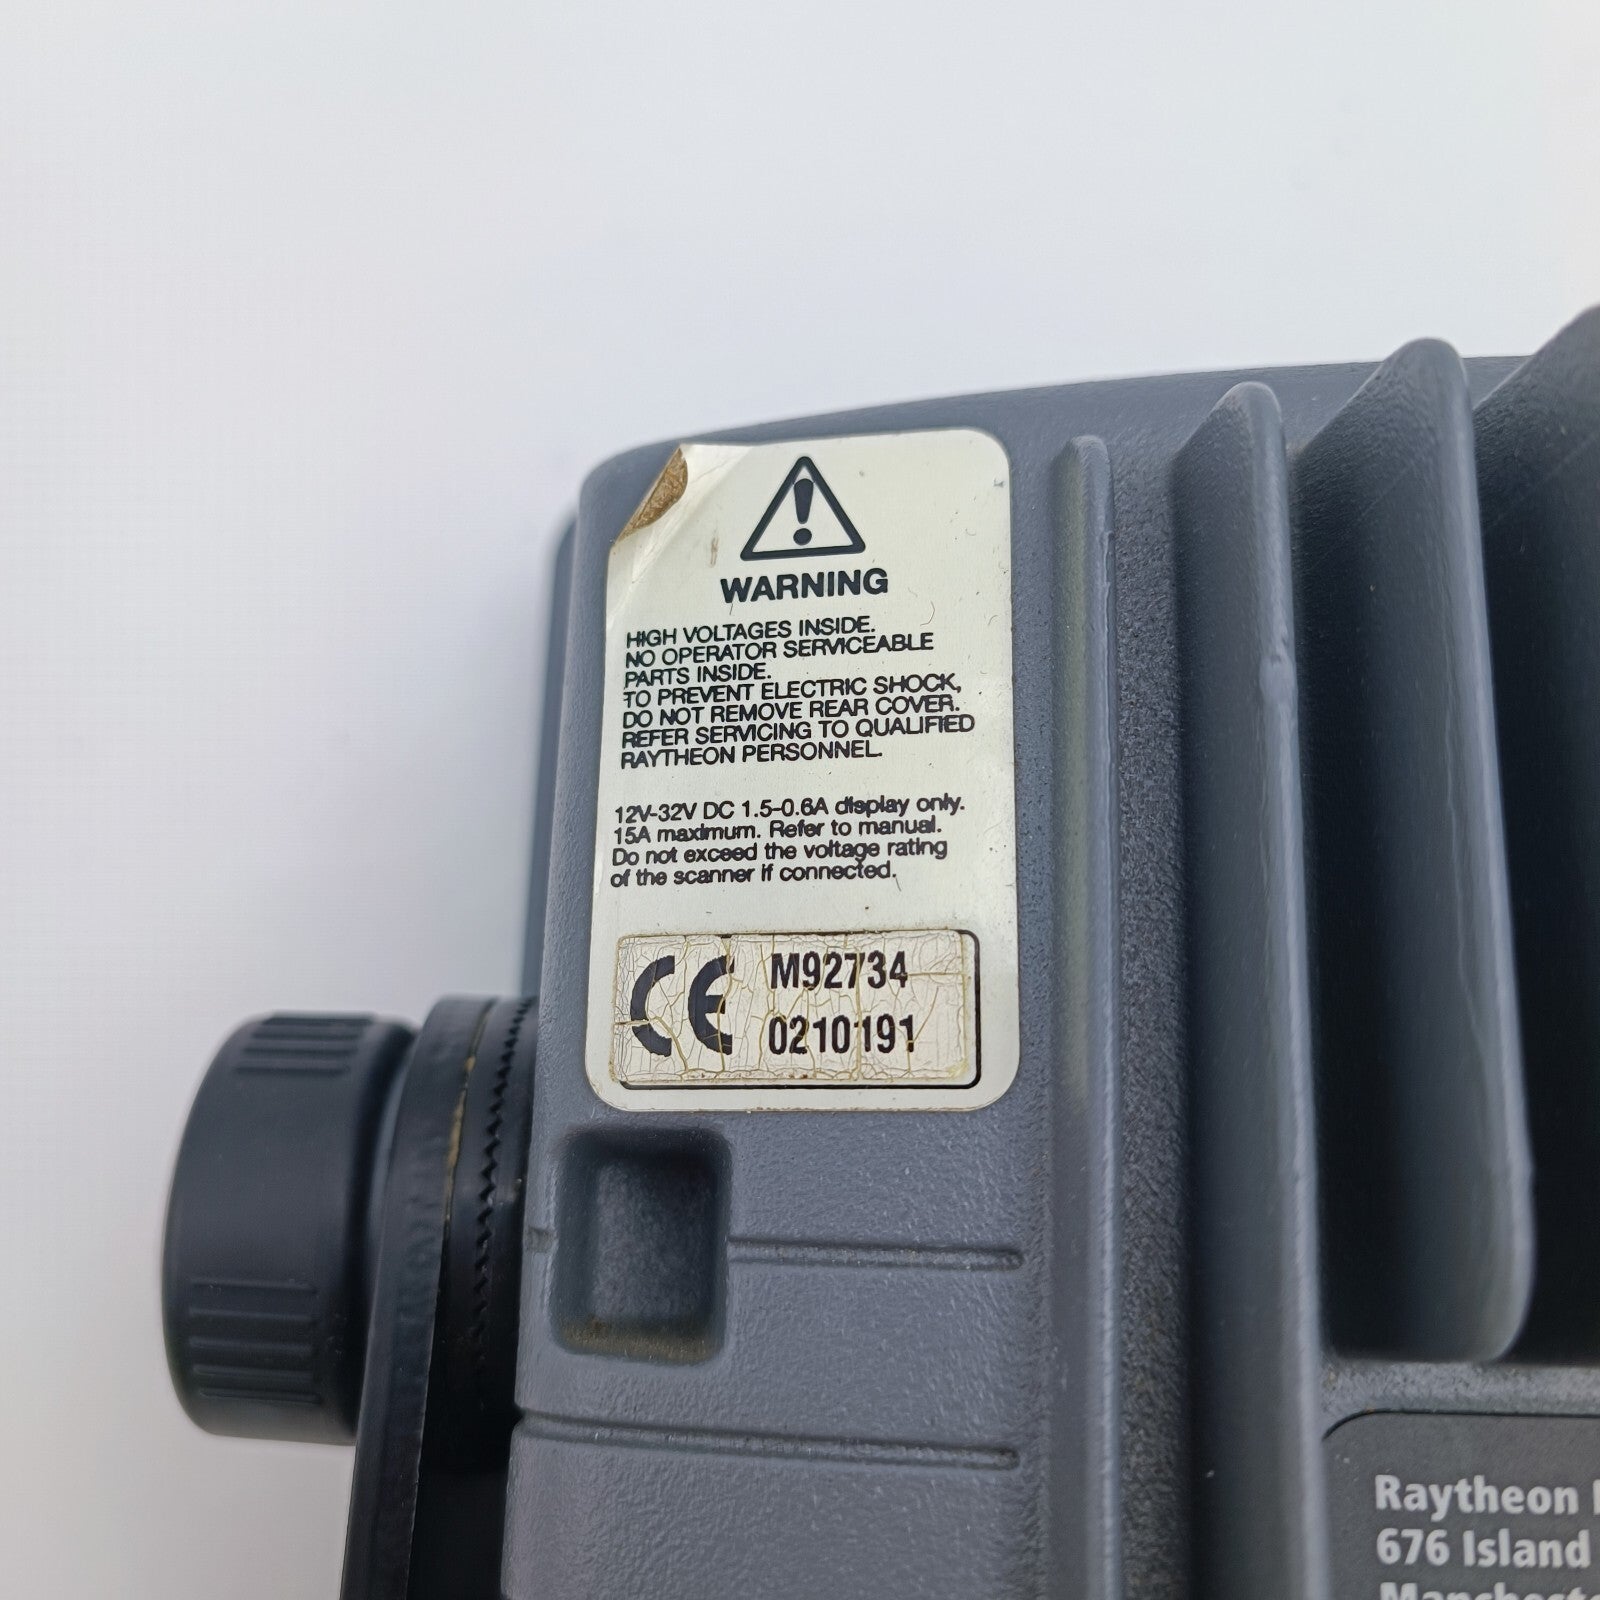 WARNING
HIGH VOLTAGES INSIDE.
NO OPERATOR SERVICEABLE
PARTS INSIDE.
TO PREVENT ELECTRIC SHOCK,
DO NOT REMOVE REAR COVER.
REFER SERVICING TO QUALIFIED
RAYTHEON PERSONNEL.
12V-32V DC 1.5-0.6A display only.
15A maximum. Refer to manual.
Do not exceed the voltage rating
of the scanner if connected.
CE M92734
0210191
Raytheon
676 Island